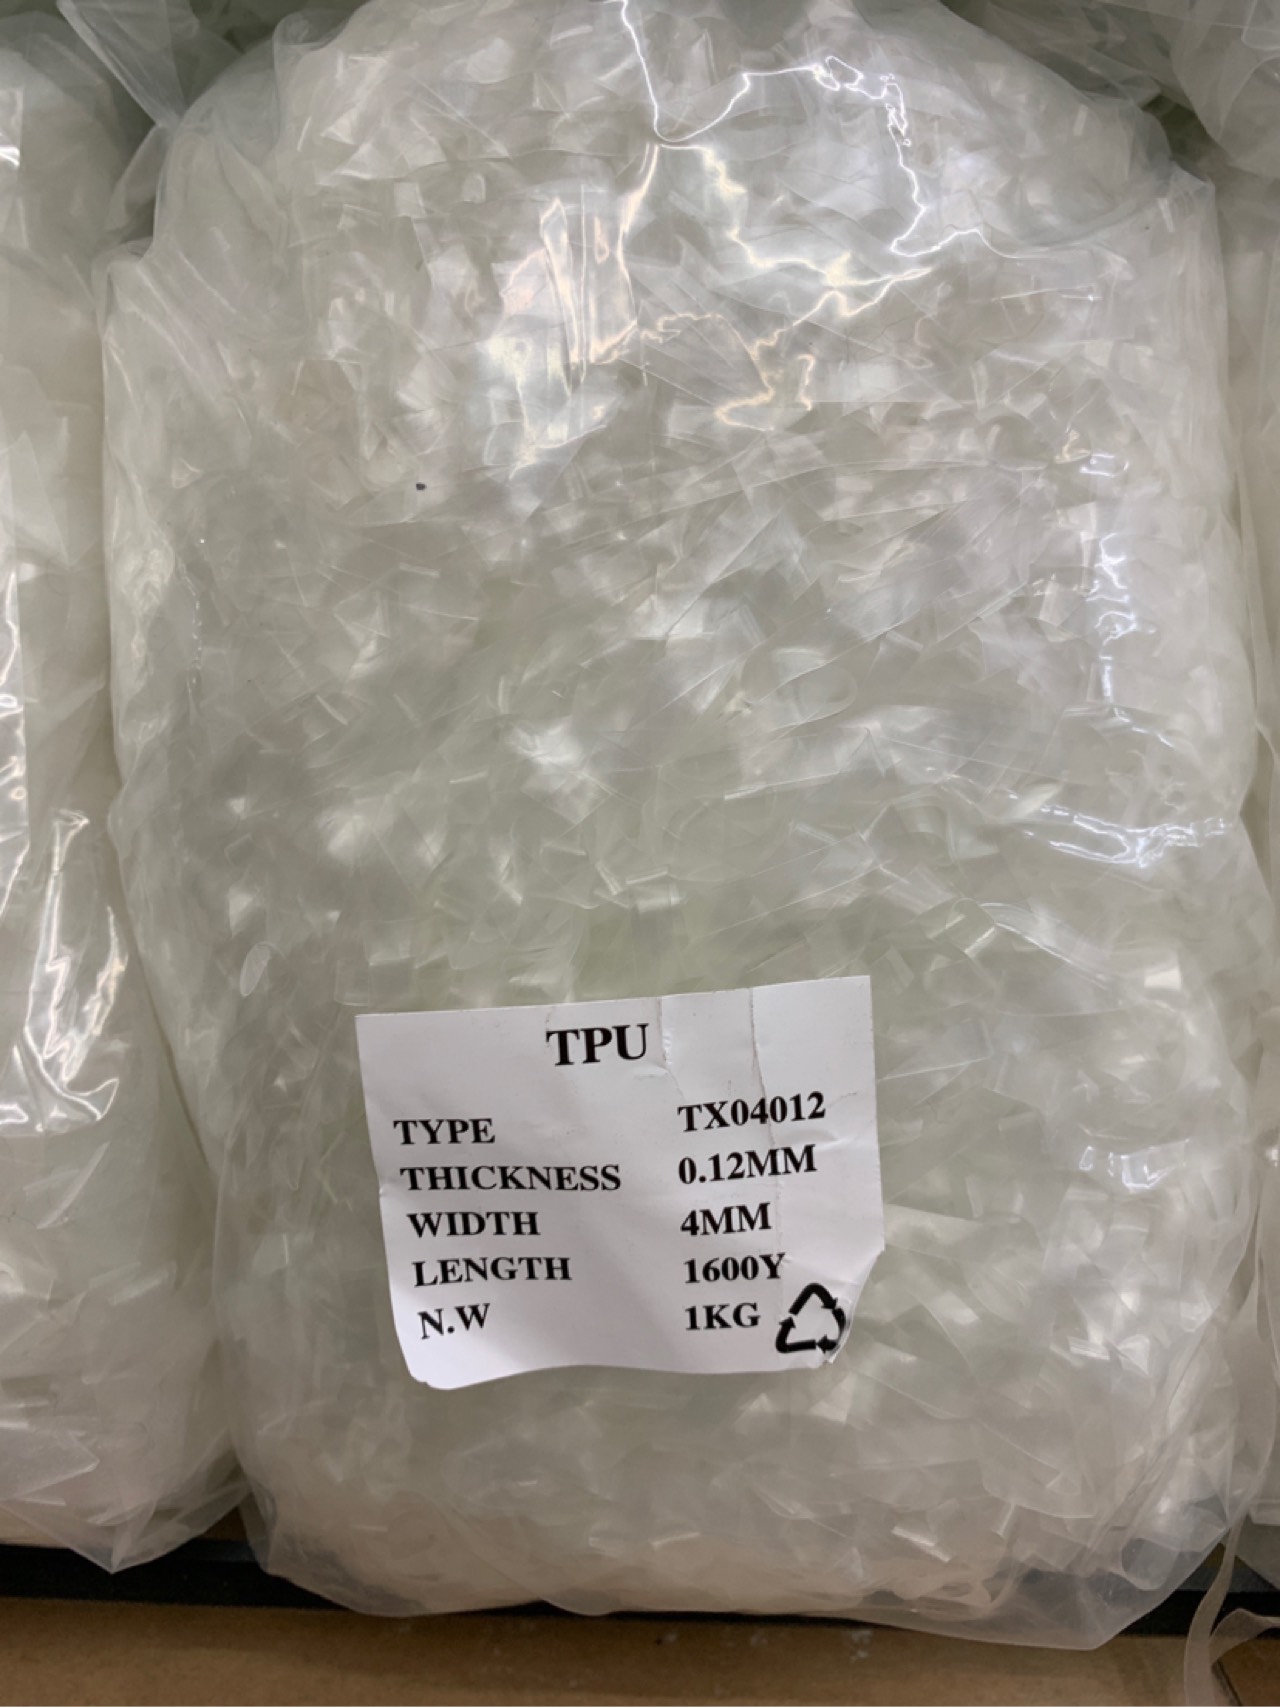 TPU
TYPE TX04012
THICKNESS 0.12MM
WIDTH 4MM
LENGTH 1600Y
N.W 1KG